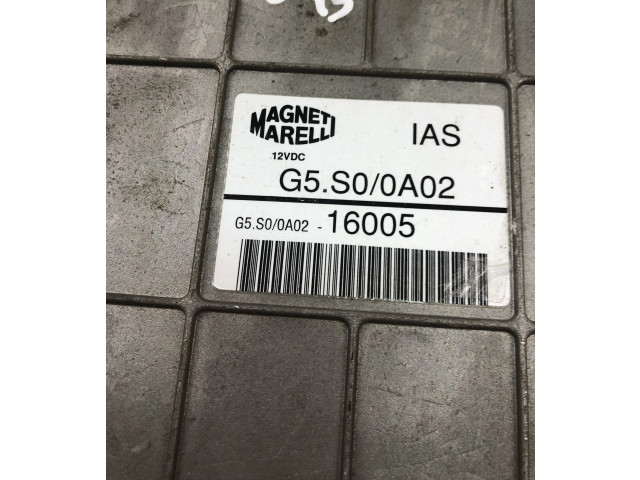 MAGNETI
MARELLI
IAS
12VDC
G5.S0/0A02
G5.S0/0A02 - 16005